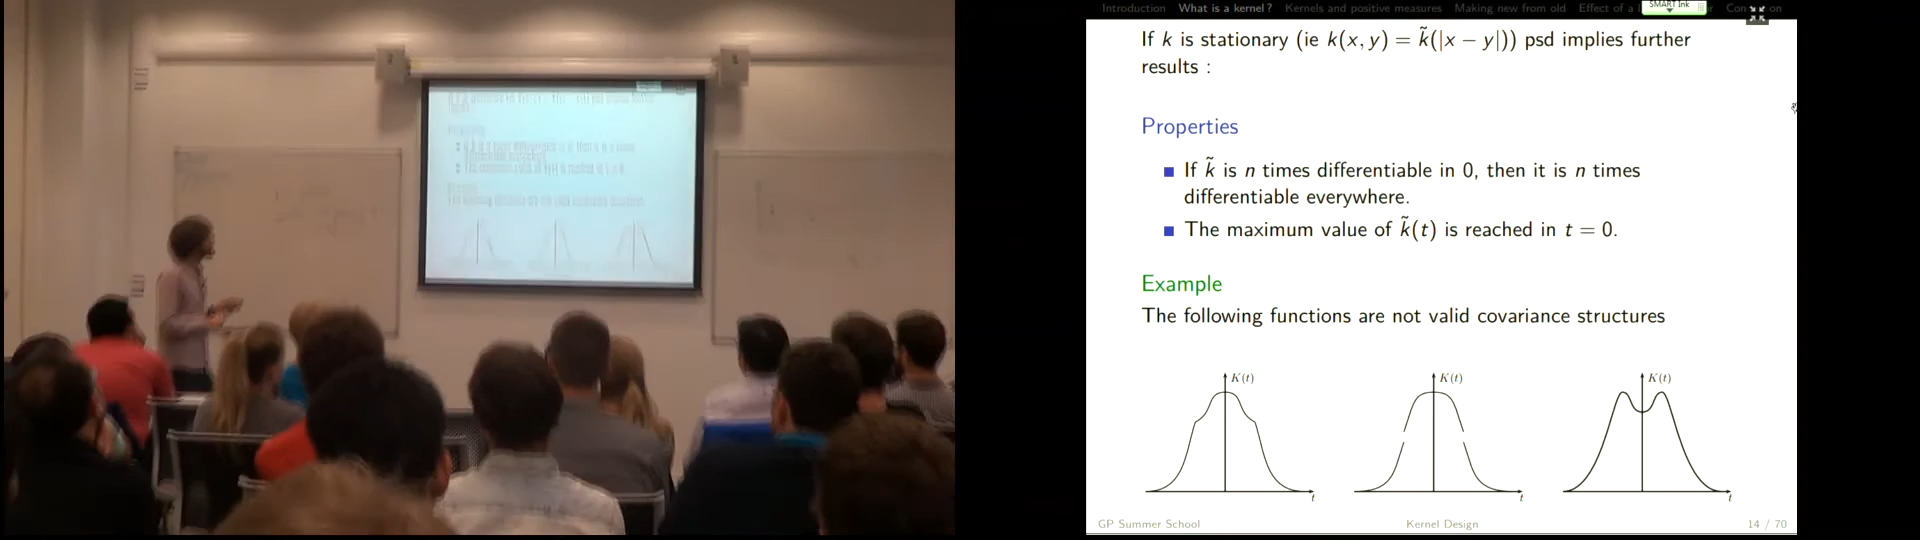 Introduction What is a kernel ? Kernels and positive measures Making new from old Effect of a
SMART Ink
If k is stationary (ie k(x, y) = k̃(|x − y|)) psd implies further
results :
Properties
If k̃ is n times differentiable in 0, then it is n times
differentiable everywhere.
The maximum value of k̃(t) is reached in t = 0.
Example
The following functions are not valid covariance structures
K(t) K(t) K(t)
t t t
GP Summer School Kernel Design 14 / 70